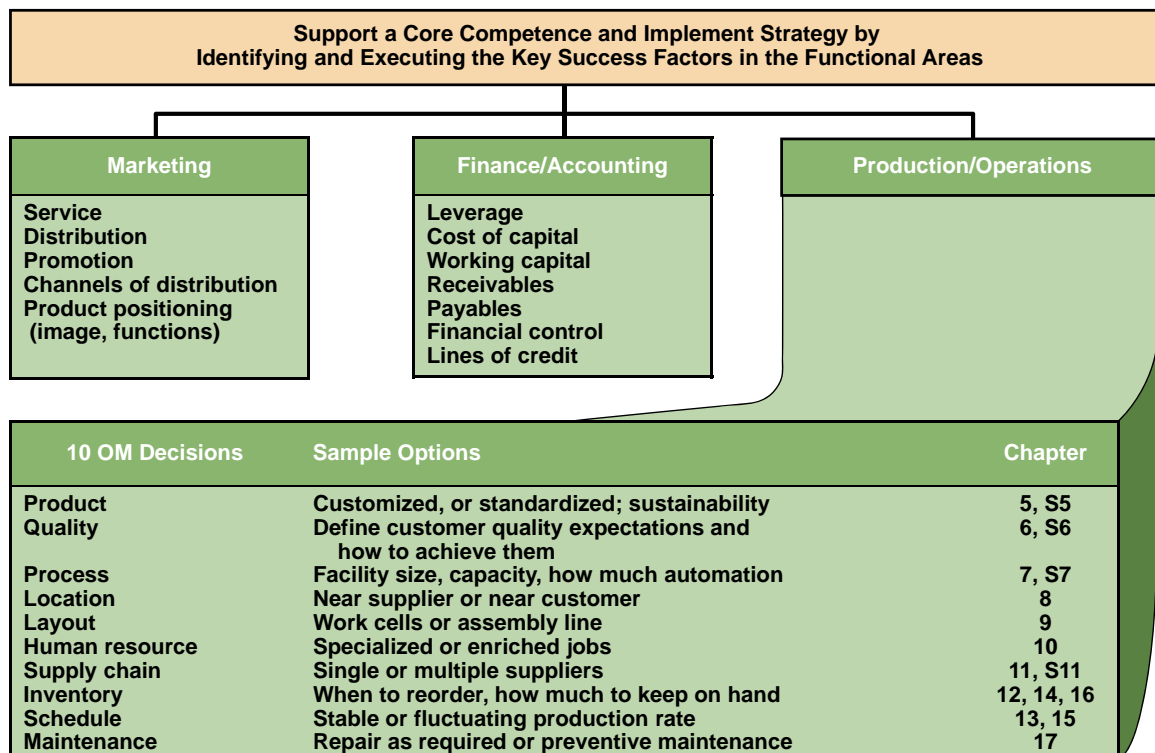 Support a Core Competence and Implement Strategy by
Identifying and Executing the Key Success Factors in the Functional Areas
Marketing
Service
Distribution
Promotion
Channels of distribution
Product positioning
(image, functions)
Finance/Accounting
Leverage
Cost of capital
Working capital
Receivables
Payables
Financial control
Lines of credit
Production/Operations
10 OM Decisions Sample Options Chapter
Product Customized, or standardized; sustainability 5, S5
Quality Define customer quality expectations and 6, S6
how to achieve them
Process Facility size, capacity, how much automation 7, S7
Location Near supplier or near customer 8
Layout Work cells or assembly line 9
Human resource Specialized or enriched jobs 10
Supply chain Single or multiple suppliers 11, S11
Inventory When to reorder, how much to keep on hand 12, 14, 16
Schedule Stable or fluctuating production rate 13, 15
Maintenance Repair as required or preventive maintenance 17